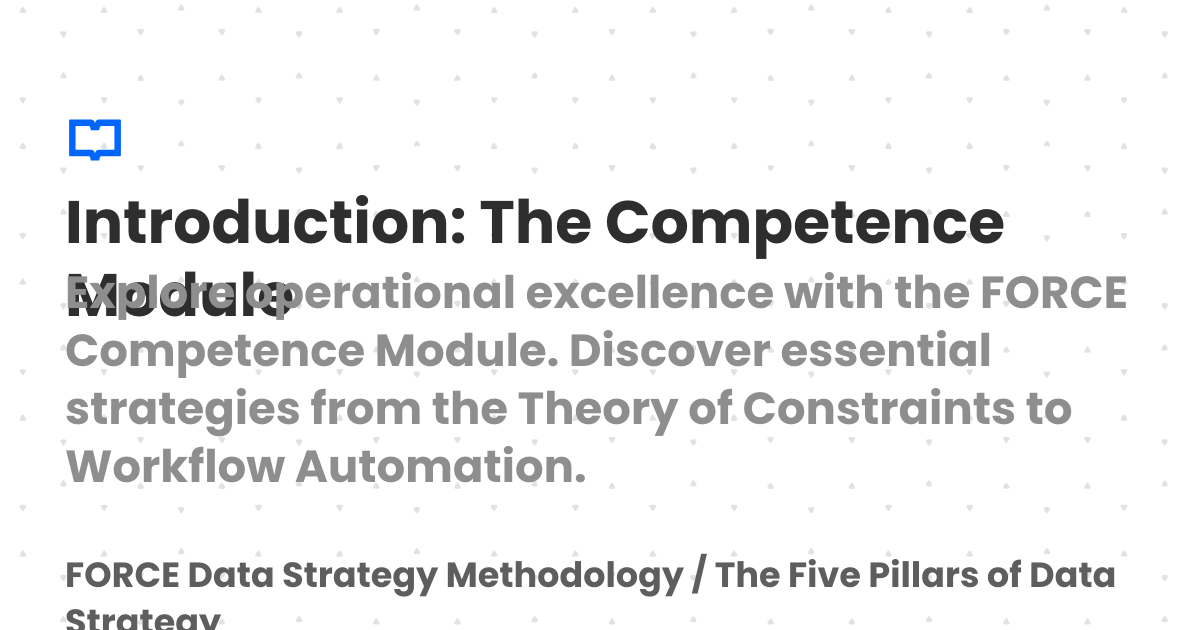 Introduction: The Competence
Module
Explore operational excellence with the FORCE
Competence Module. Discover essential
strategies from the Theory of Constraints to
Workflow Automation.
FORCE Data Strategy Methodology / The Five Pillars of Data
Strategy